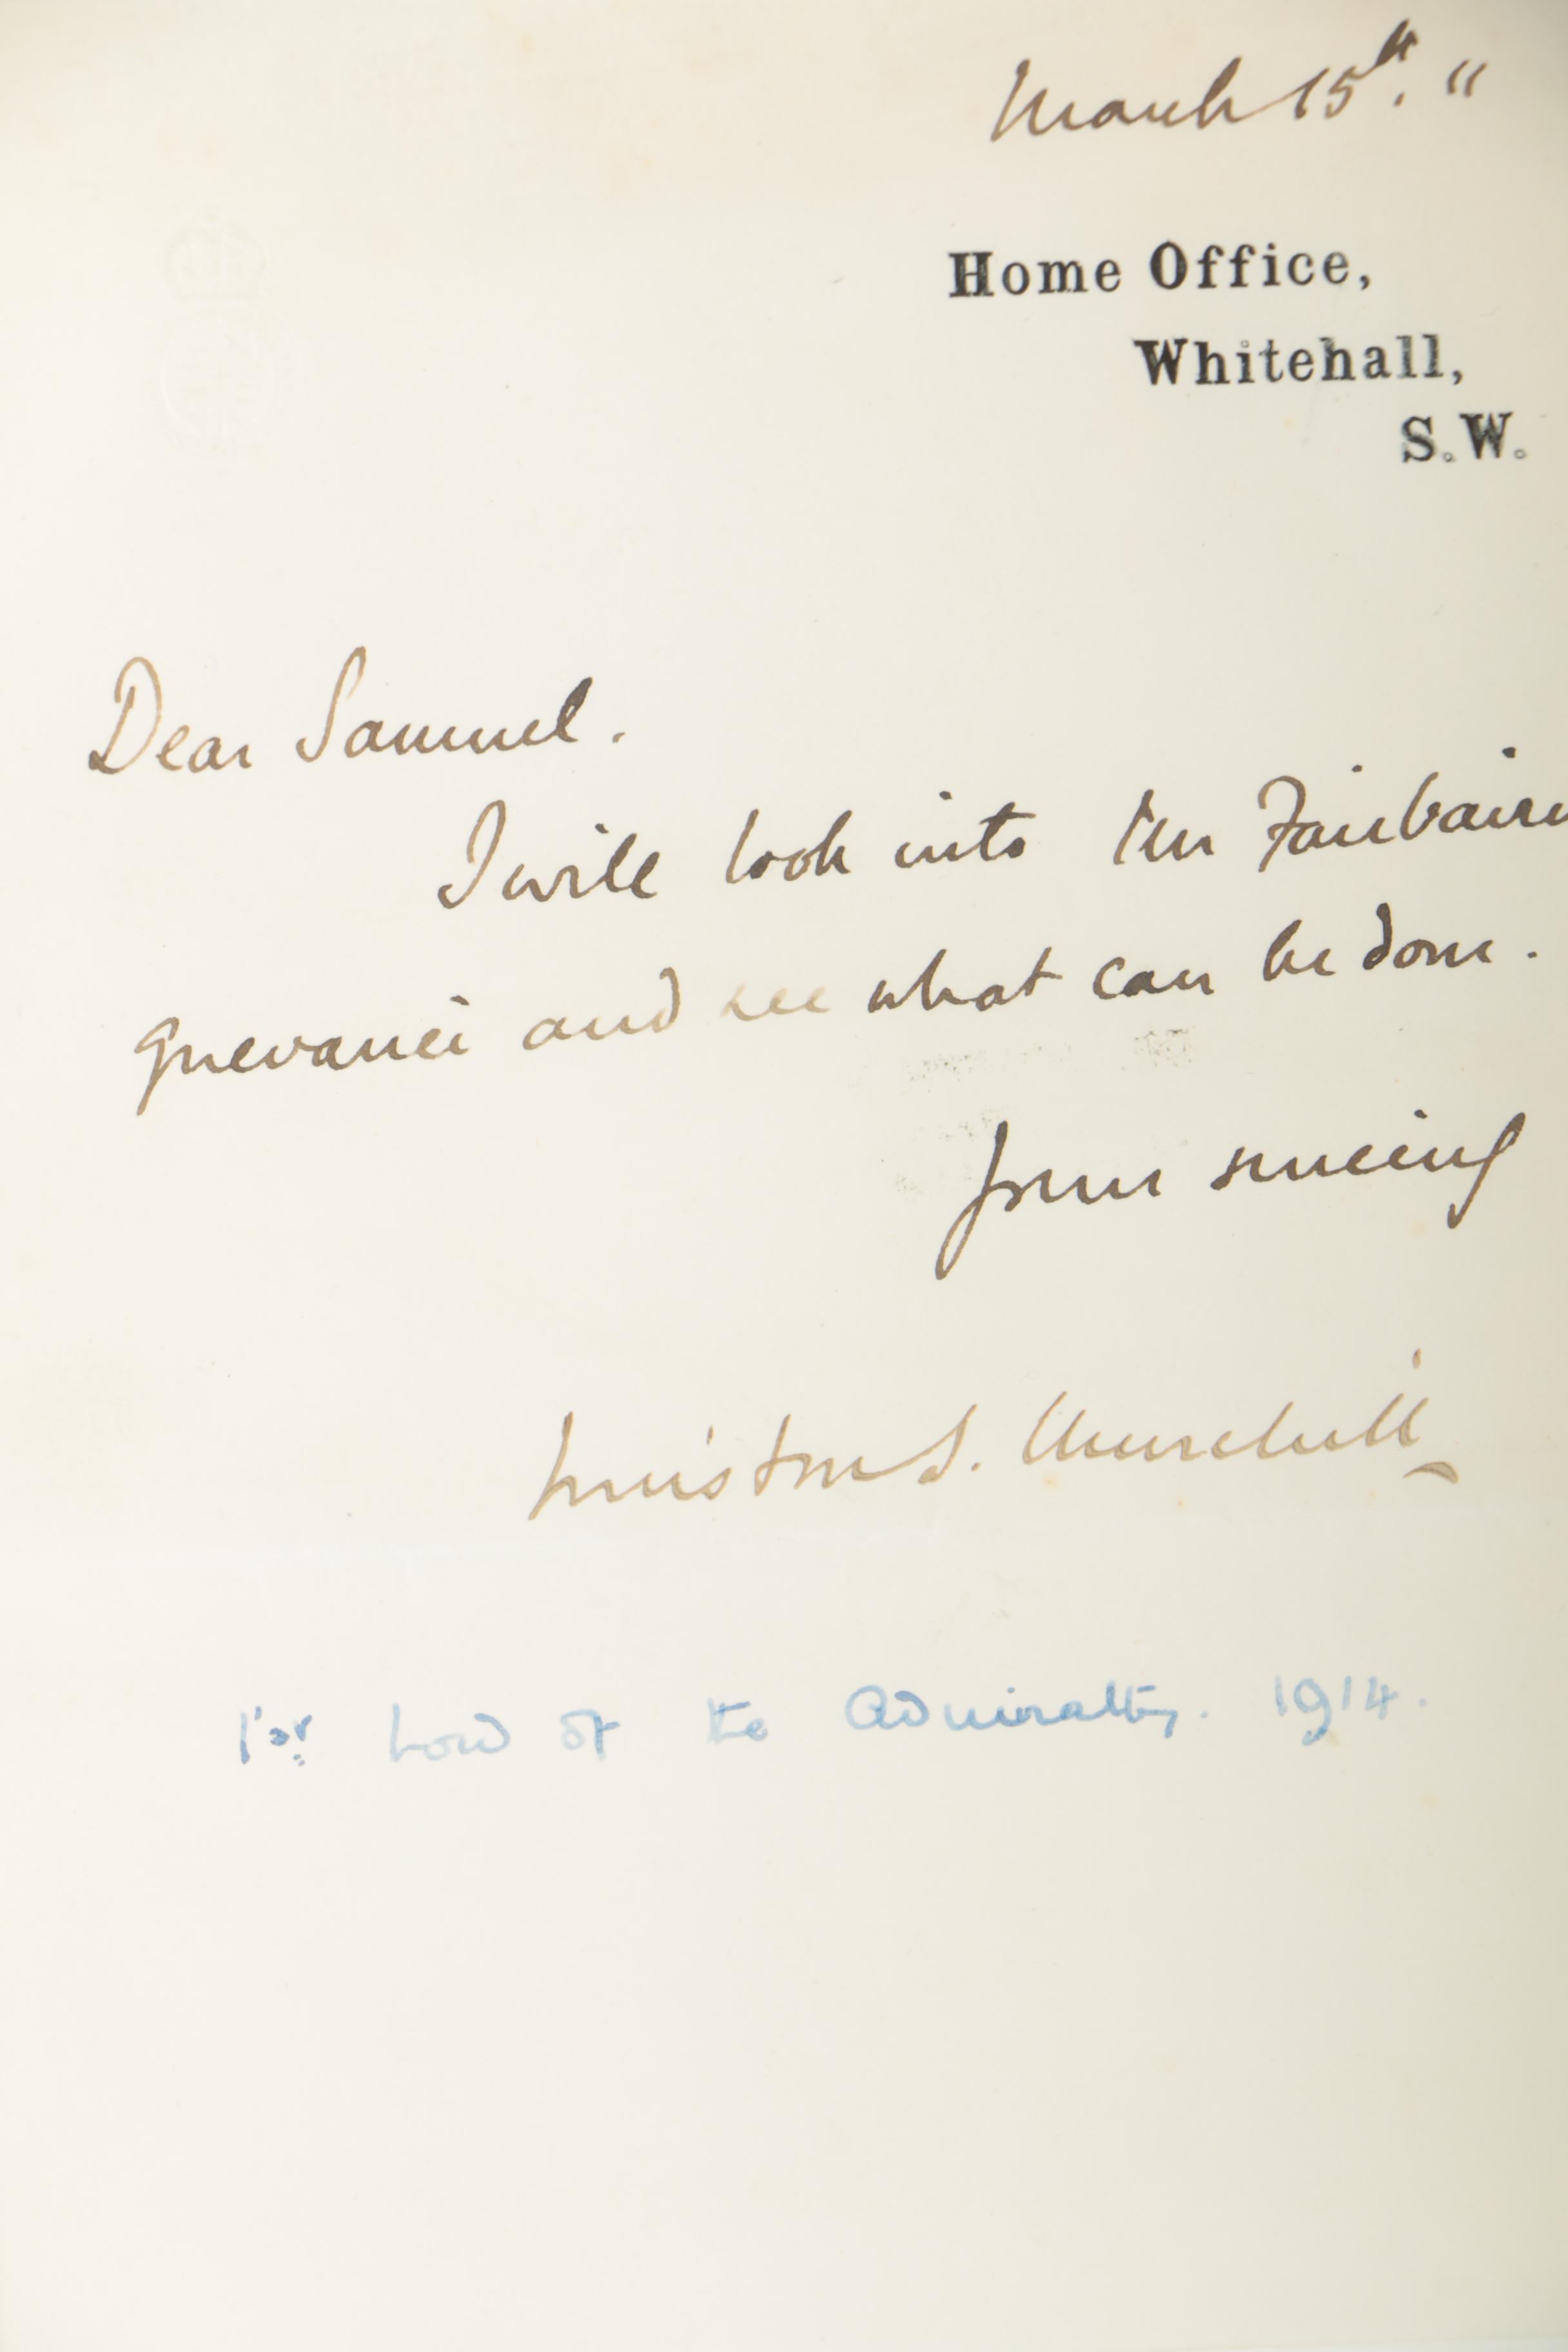 March 15th. 11
Home Office,
Whitehall,
S.W.
Dear Samuel.
I will look into Fairbairn
grievance and see what can be done.
Yours sincerely
Winston S. Churchill
1st Lord of the Admiralty. 1914.